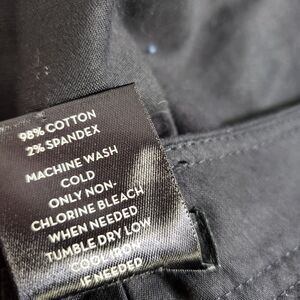 98% COTTON
2% SPANDEX
MACHINE WASH
COLD
ONLY NON-
CHLORINE BLEACH
WHEN NEEDED
TUMBLE DRY LOW
COOL IRON
IF NEEDED